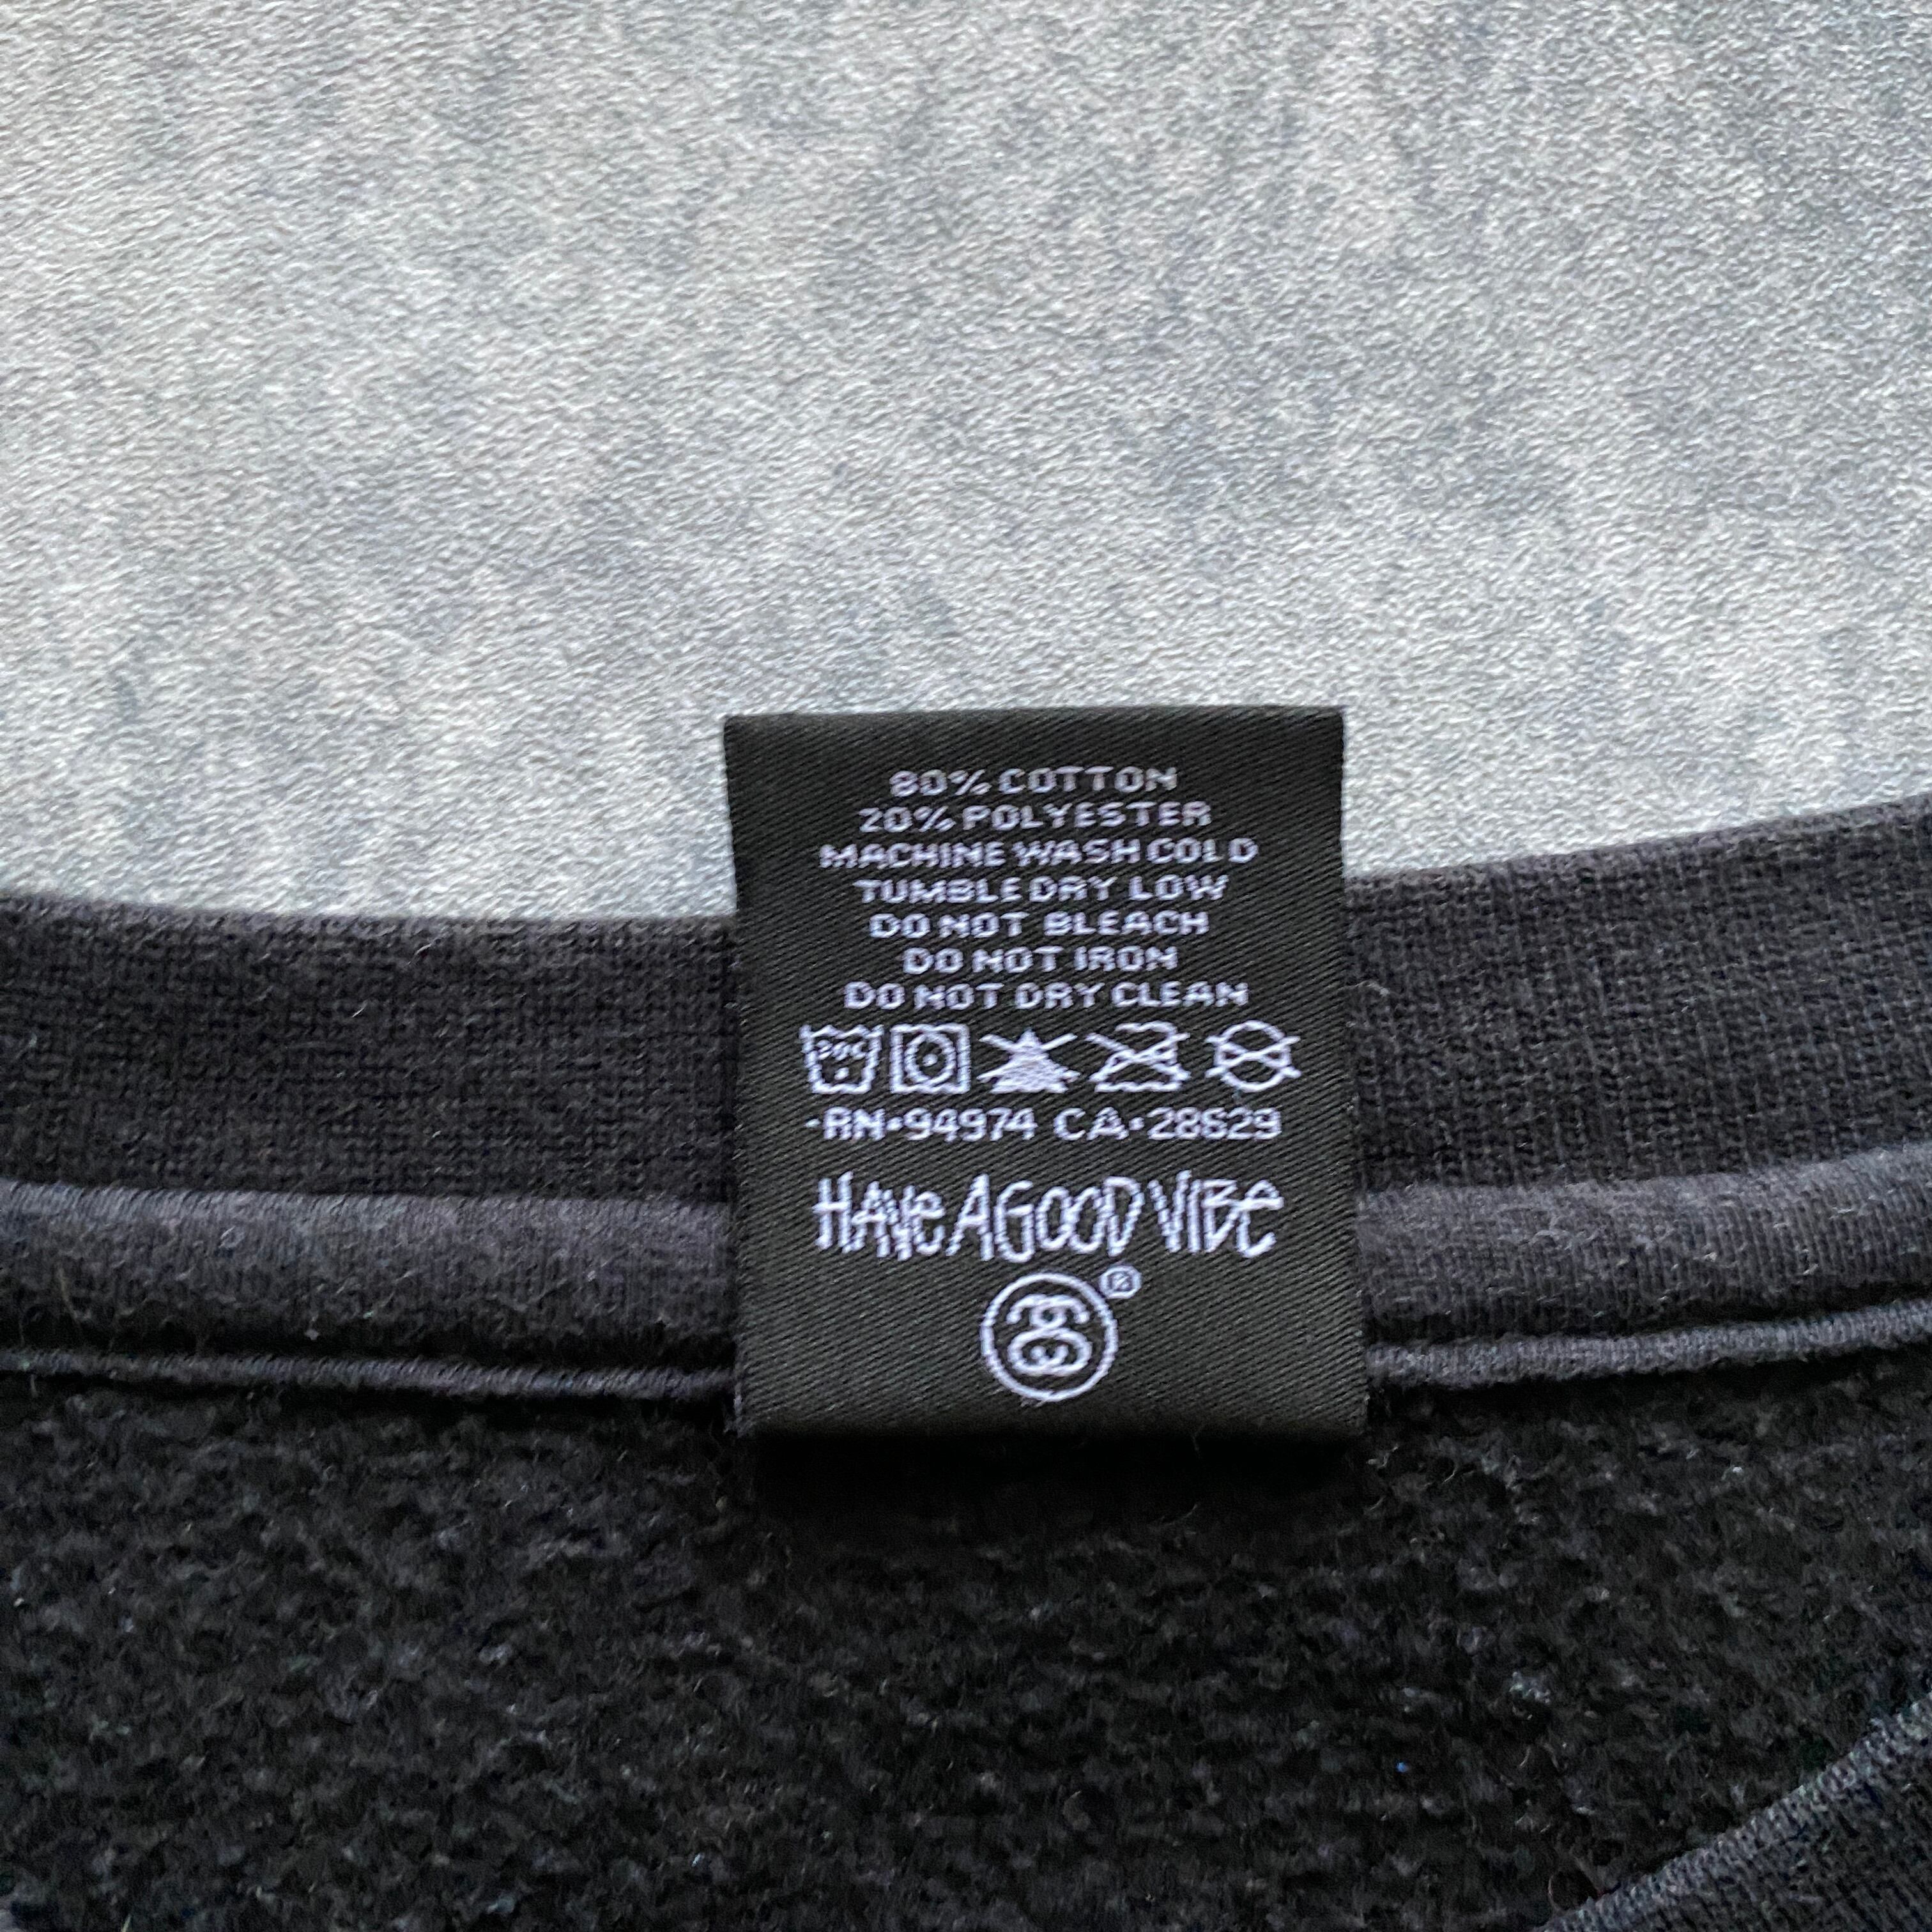 80% COTTON
20% POLYESTER
MACHINE WASH COLD
TUMBLE DRY LOW
DO NOT BLEACH
DO NOT IRON
DO NOT DRY CLEAN
-RN•94974 CA•28629
HAVE A GOOD VIBE
®